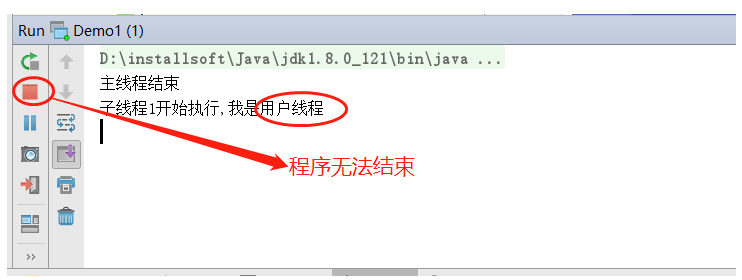 Run Demo1 (1)
D:\installsoft\Java\jdk1.8.0_121\bin\java ...
主线程结束
子线程1开始执行,我是用户线程
程序无法结束